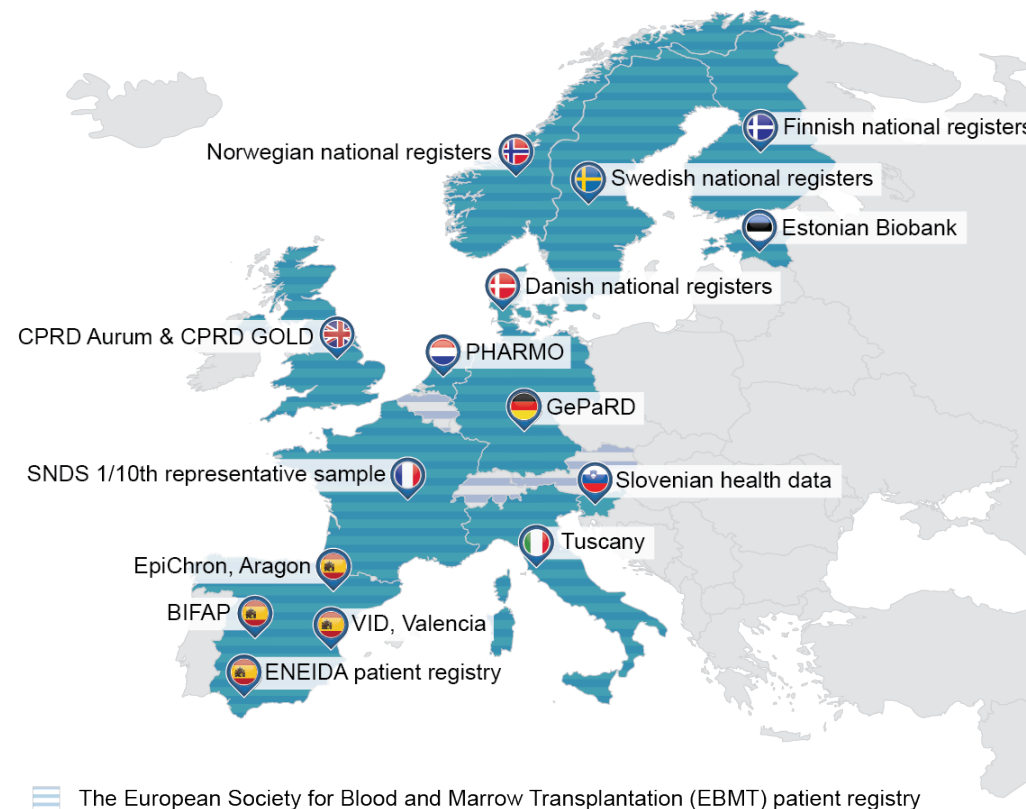 Norwegian national registers
Finnish national registers
Swedish national registers
Estonian Biobank
Danish national registers
CPRD Aurum & CPRD GOLD
PHARMO
GePaRD
SNDS 1/10th representative sample
Slovenian health data
Tuscany
EpiChron, Aragon
BIFAP
VID, Valencia
ENEIDA patient registry
The European Society for Blood and Marrow Transplantation (EBMT) patient registry